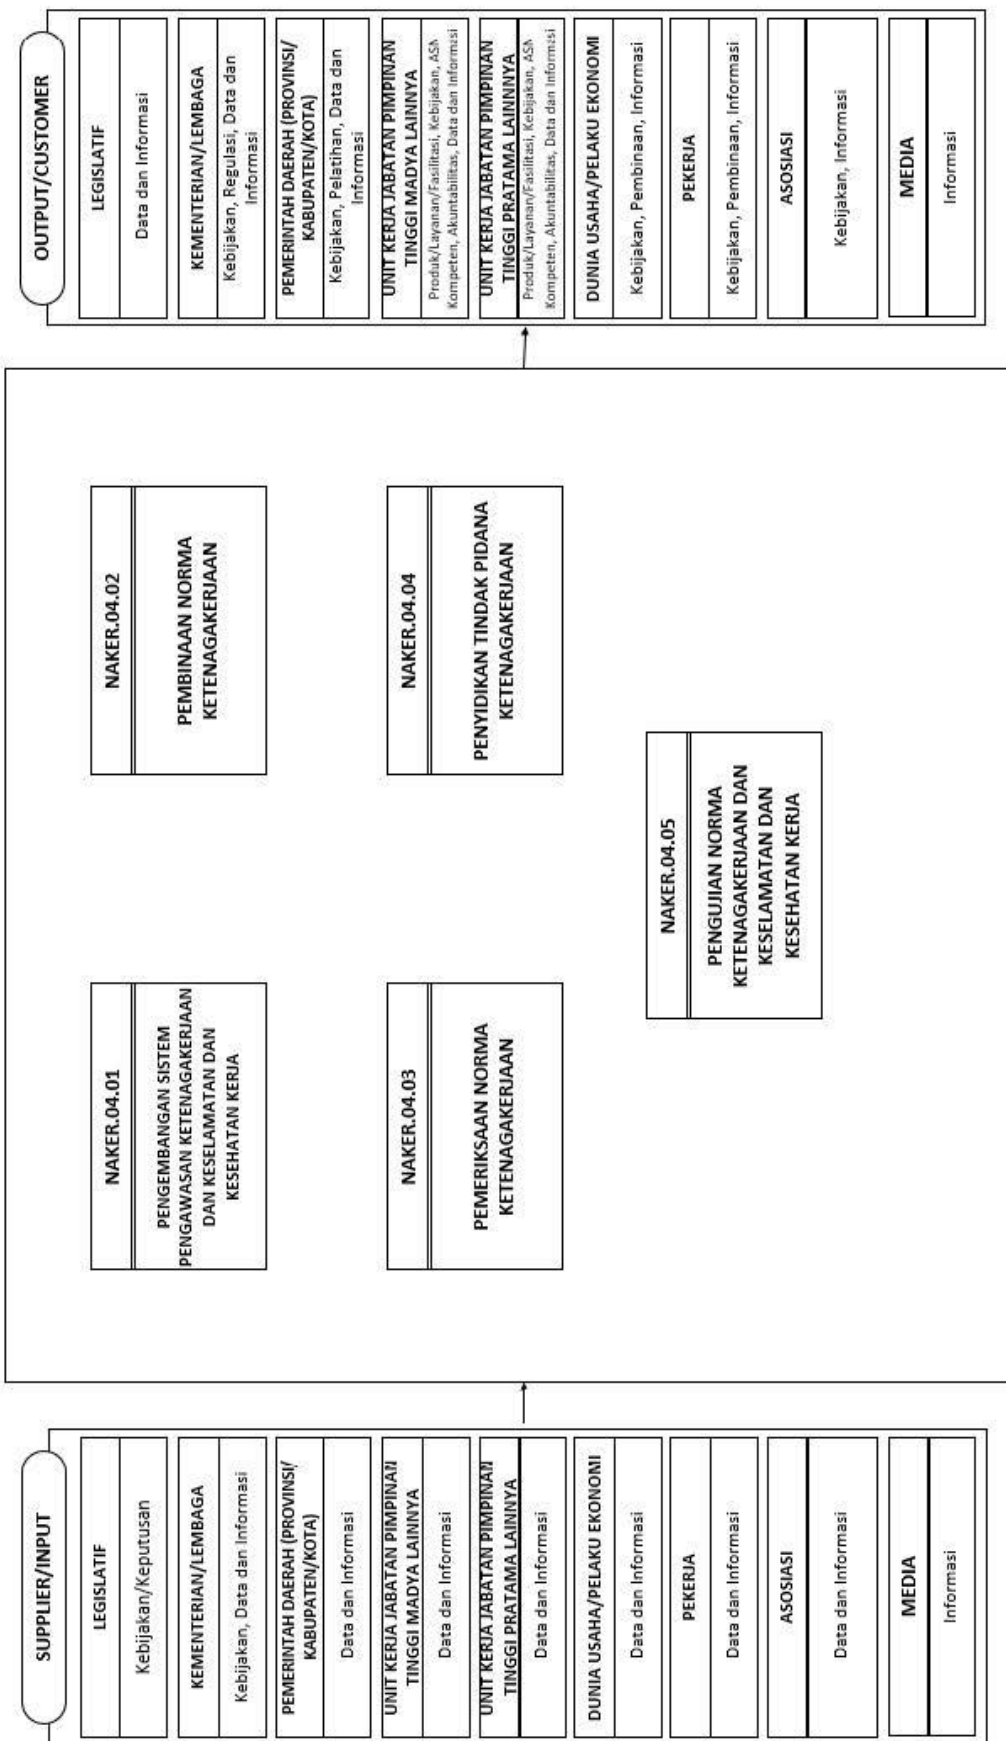 SUPPLIER/INPUT
LEGISLATIF
Kebijakan/Keputusan
KEMENTERIAN/LEMBAGA
Kebijakan, Data dan Informasi
PEMERINTAH DAERAH (PROVINSI/
KABUPATEN/KOTA)
Data dan Informasi
UNIT KERJA JABATAN PIMPINAN
TINGGI MADYA LAINNYA
Data dan Informasi
UNIT KERJA JABATAN PIMPINAN
TINGGI PRATAMA LAINNYA
Data dan Informasi
DUNIA USAHA/PELAKU EKONOMI
Data dan Informasi
PEKERJA
Data dan Informasi
ASOSIASI
Data dan Informasi
MEDIA
Informasi
NAKER.04.01
PENGEMBANGAN SISTEM
PENGAWASAN KETENAGAKERJAAN
DAN KESELAMATAN DAN
KESEHATAN KERJA
NAKER.04.02
PEMBINAAN NORMA
KETENAGAKERJAAN
NAKER.04.03
PEMERIKSAAN NORMA
KETENAGAKERJAAN
NAKER.04.04
PENYIDIKAN TINDAK PIDANA
KETENAGAKERJAAN
NAKER.04.05
PENGUJIAN NORMA
KETENAGAKERJAAN DAN
KESELAMATAN DAN
KESEHATAN KERJA
OUTPUT/CUSTOMER
LEGISLATIF
Data dan Informasi
KEMENTERIAN/LEMBAGA
Kebijakan, Regulasi, Data dan
Informasi
PEMERINTAH DAERAH (PROVINSI/
KABUPATEN/KOTA)
Kebijakan, Pelatihan, Data dan
Informasi
UNIT KERJA JABATAN PIMPINAN
TINGGI MADYA LAINNYA
Produk/Layanan/Fasilitasi, Kebijakan, ASN
Kompeten, Akuntabilitas, Data dan Informasi
UNIT KERJA JABATAN PIMPINAN
TINGGI PRATAMA LAINNNYA
Produk/Layanan/Fasilitasi, Kebijakan, ASN
Kompeten, Akuntabilitas, Data dan Informasi
DUNIA USAHA/PELAKU EKONOMI
Kebijakan, Pembinaan, Informasi
PEKERJA
Kebijakan, Pembinaan, Informasi
ASOSIASI
Kebijakan, Informasi
MEDIA
Informasi